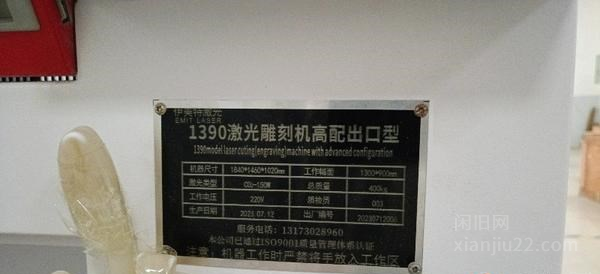 伊美特激光
EMIT LASER
1390激光雕刻机高配出口型
1390model laser cuting(engraving)machine with advanced configuration
机器尺寸 1840*1460*1020mm 工作幅面 1300*900mm
激光类型 CO₂-150W 总质量 400kg
工作电压 220V 质检员 003
生产日期 2023.07.12 出厂编号 20230712006
服务电话：13173028960
本公司已通过ISO9001质量管理体系认证
注意：机器工作时严禁将手放入工作区
闲旧网
xianjiu22.com